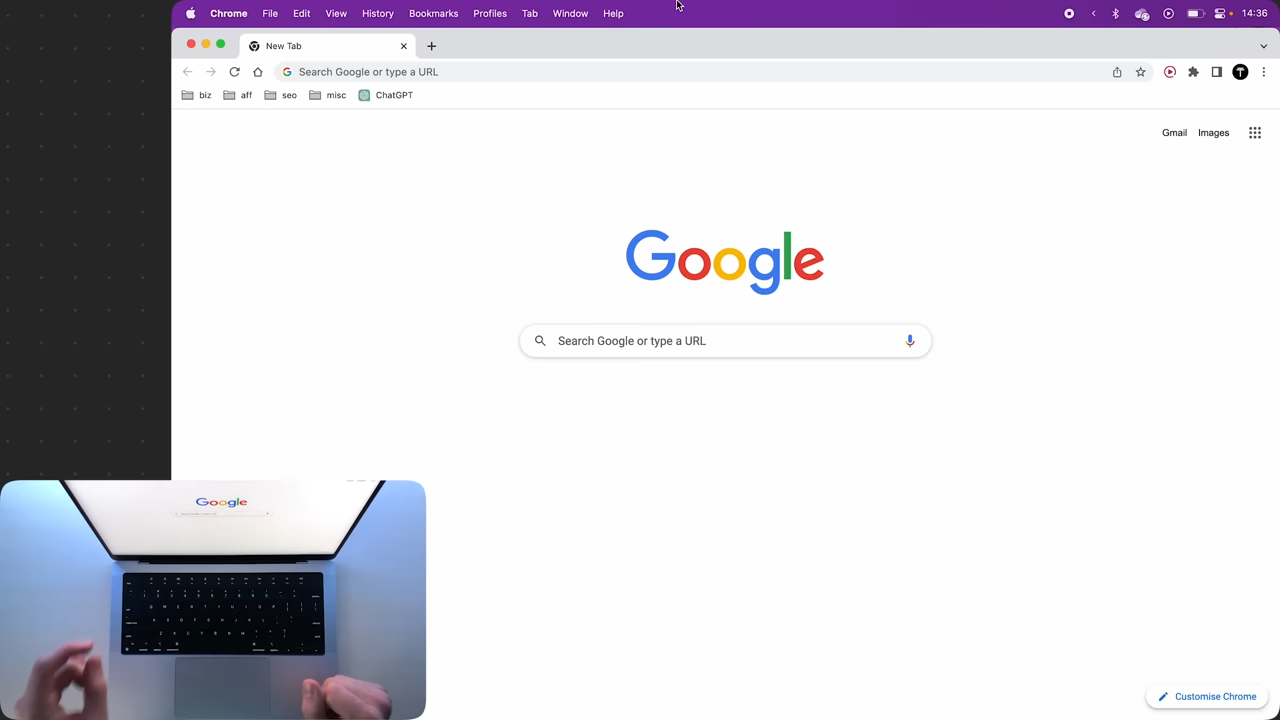 Chrome File Edit View History Bookmarks Profiles Tab Window Help 14:36
New Tab
Search Google or type a URL
biz aff seo misc ChatGPT
Gmail Images
Google
Search Google or type a URL
Customise Chrome
Google
Q W E R T Y U I O P
A S D F G H J K L
Z X C V B N M